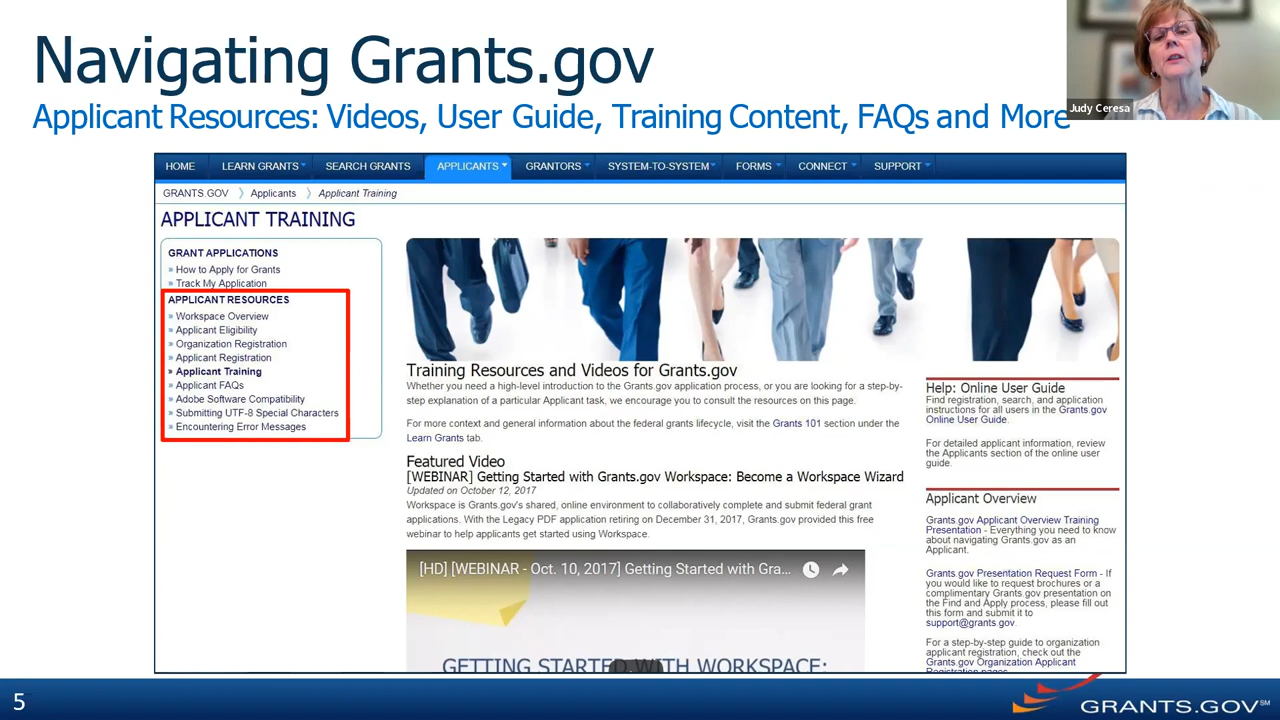 Navigating Grants.gov
Applicant Resources: Videos, User Guide, Training Content, FAQs and More
Judy Ceresa
HOME LEARN GRANTS SEARCH GRANTS APPLICANTS GRANTORS SYSTEM-TO-SYSTEM FORMS CONNECT SUPPORT
GRANTS.GOV Applicants Applicant Training
APPLICANT TRAINING
GRANT APPLICATIONS
» How to Apply for Grants
» Track My Application
APPLICANT RESOURCES
» Workspace Overview
» Applicant Eligibility
» Organization Registration
» Applicant Registration
» Applicant Training
» Applicant FAQs
» Adobe Software Compatibility
» Submitting UTF-8 Special Characters
» Encountering Error Messages
Training Resources and Videos for Grants.gov
Whether you need a high-level introduction to the Grants.gov application process, or you are looking for a step-by-
step explanation of a particular Applicant task, we encourage you to consult the resources on this page.
For more context and general information about the federal grants lifecycle, visit the Grants 101 section under the
Learn Grants tab.
Featured Video
[WEBINAR] Getting Started with Grants.gov Workspace: Become a Workspace Wizard
Updated on October 12, 2017
Workspace is Grants.gov's shared, online environment to collaboratively complete and submit federal grant
applications. With the Legacy PDF application retiring on December 31, 2017, Grants.gov provided this free
webinar to help applicants get started using Workspace.
[HD] [WEBINAR - Oct. 10, 2017] Getting Started with Gra...
GETTING STARTED WITH WORKSPACE:
Help: Online User Guide
Find registration, search, and application
instructions for all users in the Grants.gov
Online User Guide.
For detailed applicant information, review
the Applicants section of the online user
guide.
Applicant Overview
Grants.gov Applicant Overview Training
Presentation - Everything you need to know
about navigating Grants.gov as an
Applicant.
Grants.gov Presentation Request Form - If
you would like to request brochures or a
complimentary Grants.gov presentation on
the Find and Apply process, please fill out
this form and submit it to
support@grants.gov.
For a step-by-step guide to organization
applicant registration, check out the
Grants.gov Organization Applicant
Registration pages
5
GRANTS.GOV℠